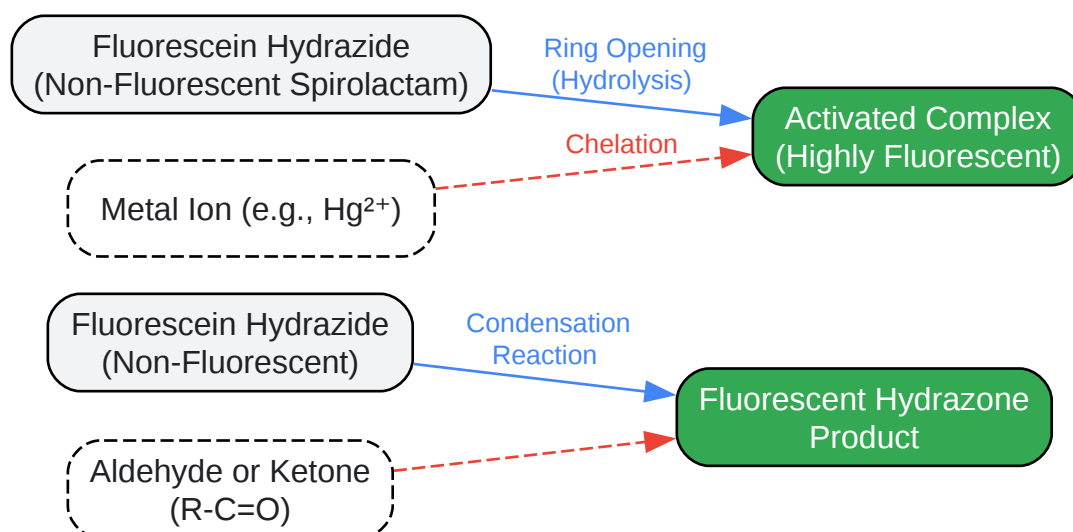 Fluorescein Hydrazide
(Non-Fluorescent Spirolactam)
Ring Opening
(Hydrolysis)
Activated Complex
(Highly Fluorescent)
Chelation
Metal Ion (e.g., Hg²⁺)
Fluorescein Hydrazide
(Non-Fluorescent)
Condensation
Reaction
Fluorescent Hydrazone
Product
Aldehyde or Ketone
(R-C=O)